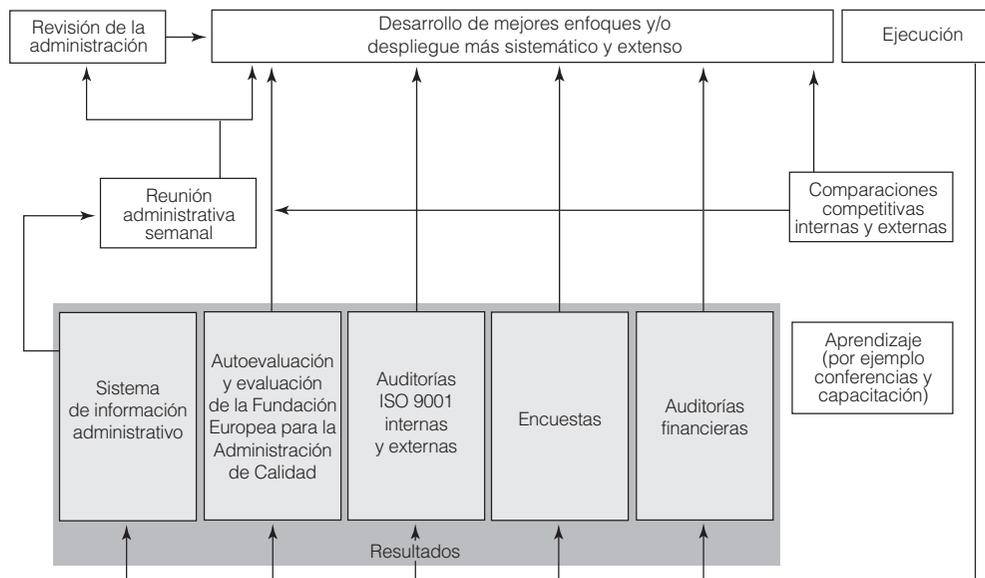 Revisión de la
administración
Desarrollo de mejores enfoques y/o
despliegue más sistemático y extenso
Ejecución
Reunión
administrativa
semanal
Comparaciones
competitivas
internas y externas
Sistema
de información
administrativo
Autoevaluación
y evaluación
de la Fundación
Europea para la
Administración
de Calidad
Auditorías
ISO 9001
internas
y externas
Encuestas
Auditorías
financieras
Aprendizaje
(por ejemplo
conferencias y
capacitación)
Resultados